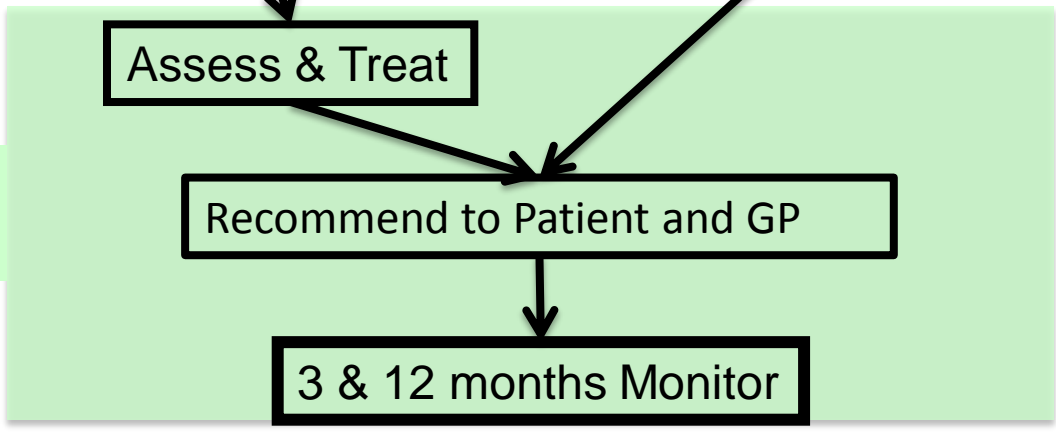 Assess & Treat
Recommend to Patient and GP
3 & 12 months Monitor